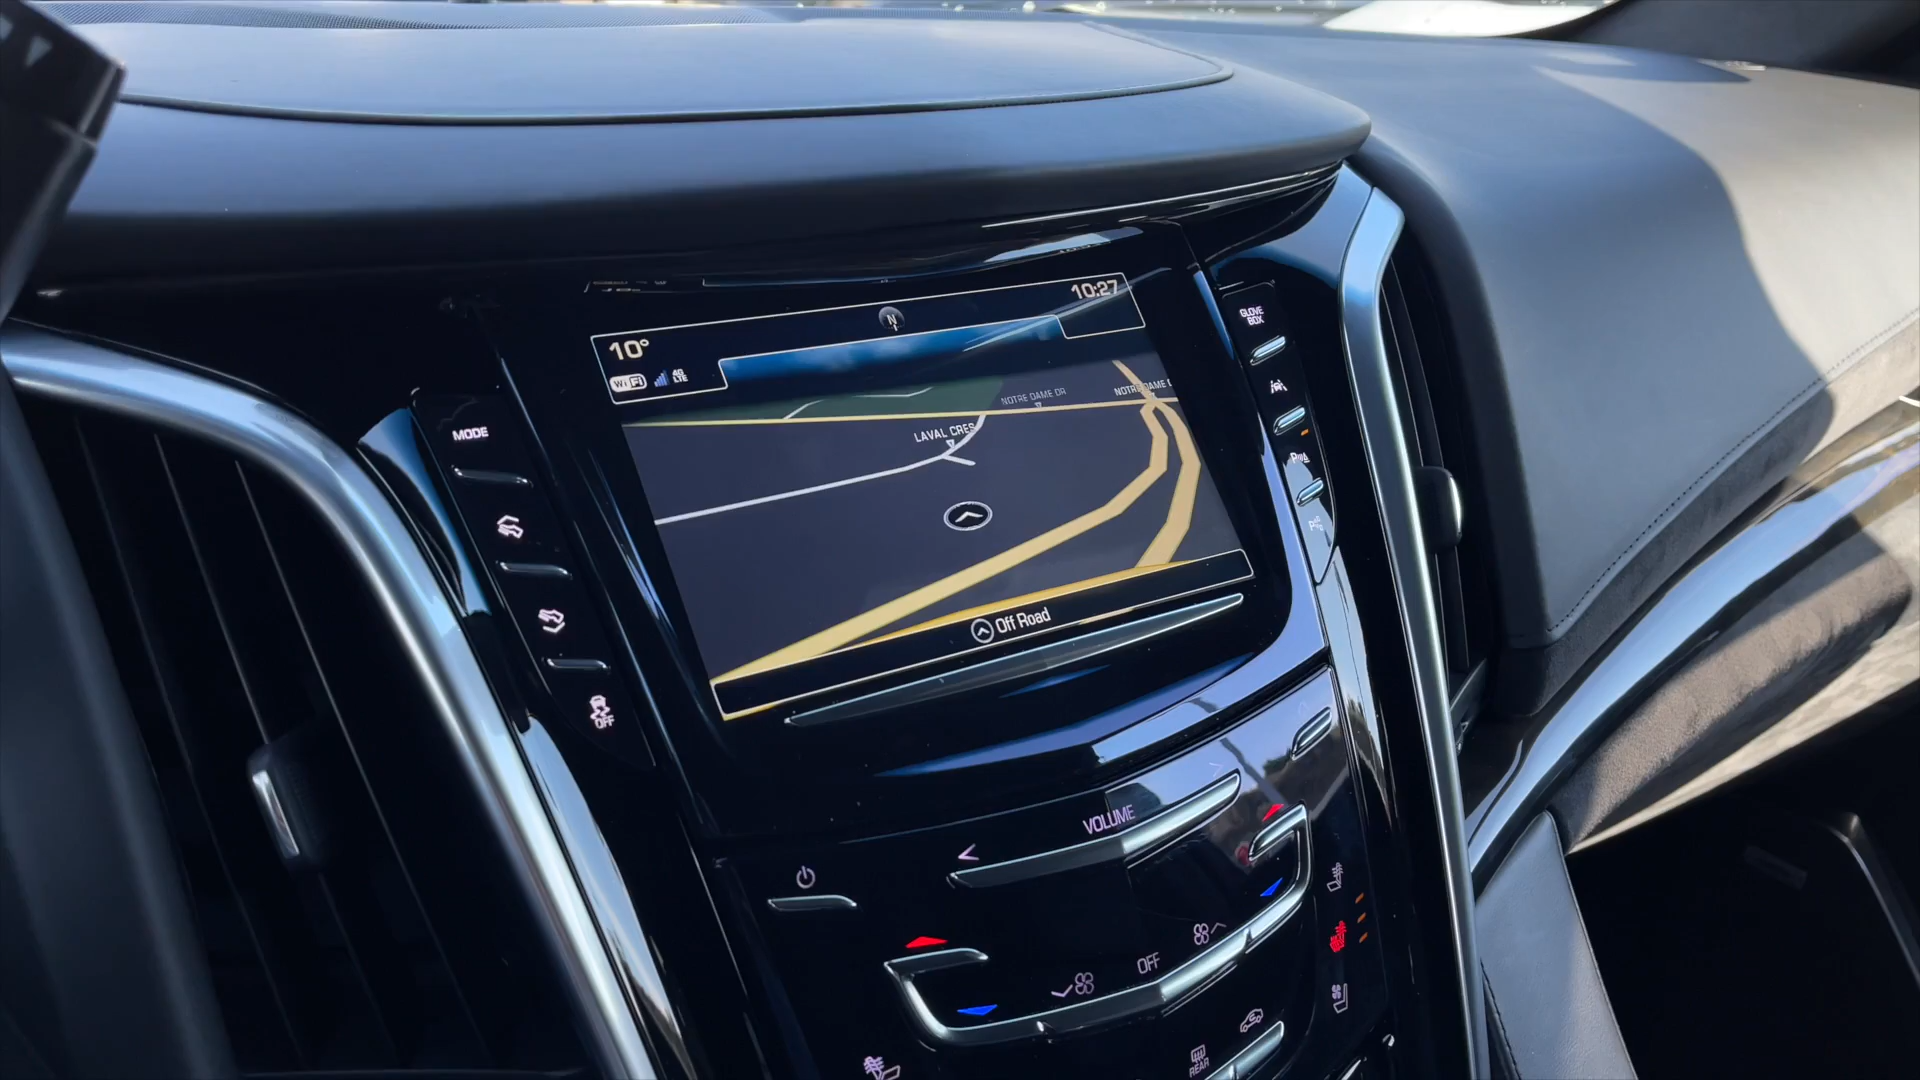 10:27
N
10°
WiFi
4G
LTE
GLOVE
BOX
NOTRE DAME DR
NOTRE DAME
LAVAL CRES
MODE
Off Road
OFF
VOLUME
OFF
REAR